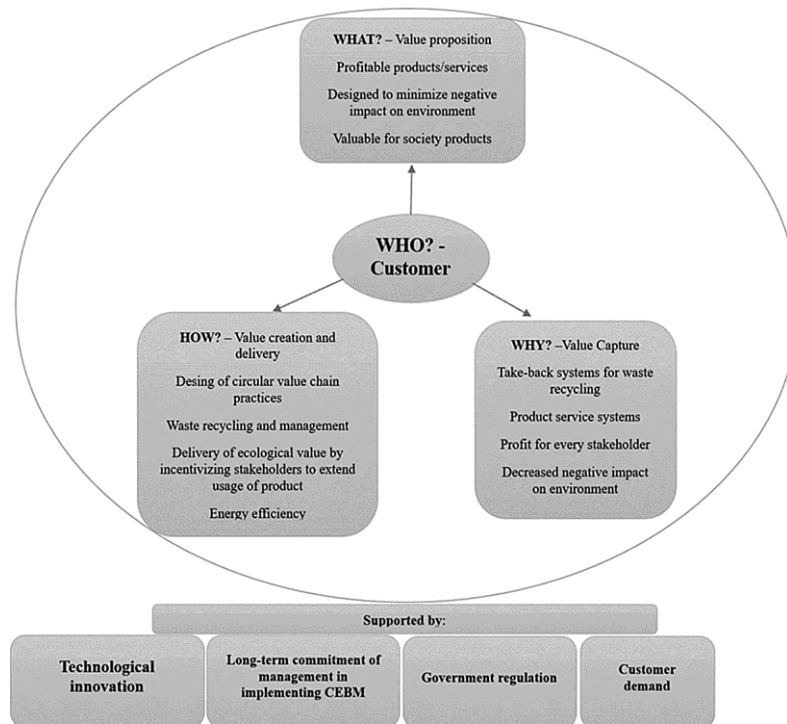 WHAT? – Value proposition
Profitable products/services
Designed to minimize negative
impact on environment
Valuable for society products
WHO? -
Customer
HOW? – Value creation and
delivery
Desing of circular value chain
practices
Waste recycling and management
Delivery of ecological value by
incentivizing stakeholders to extend
usage of product
Energy efficiency
WHY? –Value Capture
Take-back systems for waste
recycling
Product service systems
Profit for every stakeholder
Decreased negative impact
on environment
Supported by:
Technological
innovation
Long-term commitment of
management in
implementing CEBM
Government regulation
Customer
demand